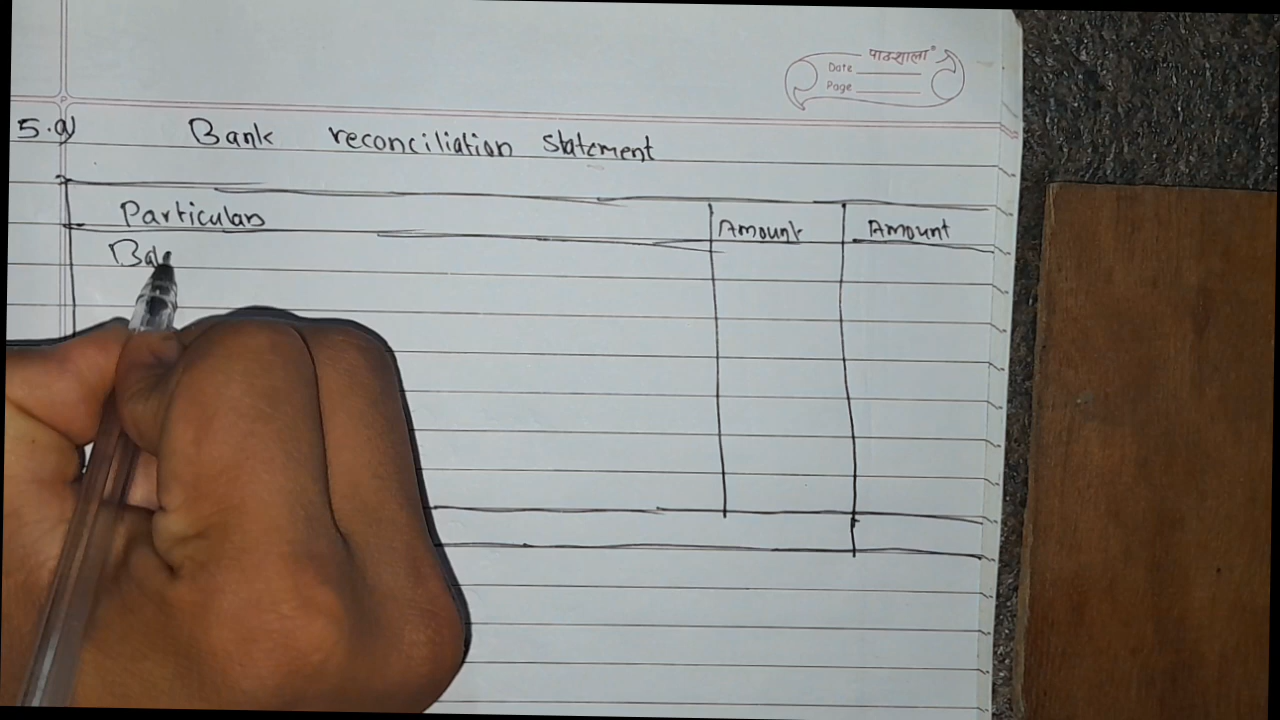 पाठशाला
Date
Page
5.a) Bank reconciliation statement
Particulars Amount Amount
Bal